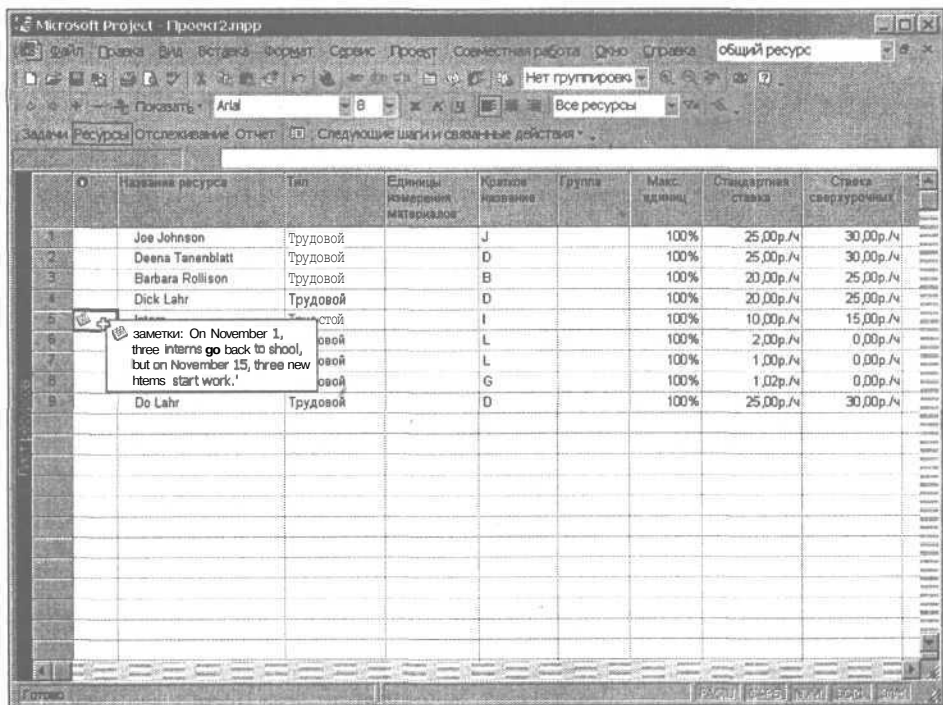 Microsoft Project - Проект2.mpp
Файл Правка Вид Вставка Формат Сервис Проект Совместная работа Окно Справка общий ресурс
Нет группировки
Показать Arial 8 Ж К Ч Все ресурсы
Задачи Ресурсы Отслеживание Отчет Следующие шаги и связанные действия
Название ресурса Тип Единицы измерения материалов Краткое название Группа Макс. единиц Стандартная ставка Ставка сверхурочных
1 Joe Johnson Трудовой J 100% 25,00р./ч 30,00р./ч
2 Deena Tanenblatt Трудовой D 100% 25,00р./ч 30,00р./ч
3 Barbara Rollison Трудовой B 100% 20,00р./ч 25,00р./ч
4 Dick Lahr Трудовой D 100% 20,00р./ч 25,00р./ч
5 стой I 100% 10,00р./ч 15,00р./ч
6 овой L 100% 2,00р./ч 0,00р./ч
7 овой L 100% 1,00р./ч 0,00р./ч
8 овой G 100% 1,02р./ч 0,00р./ч
9 Do Lahr Трудовой D 100% 25,00р./ч 30,00р./ч
заметки: On November 1,
three interns go back to shool,
but on November 15, three new
htems start work.'
Готово